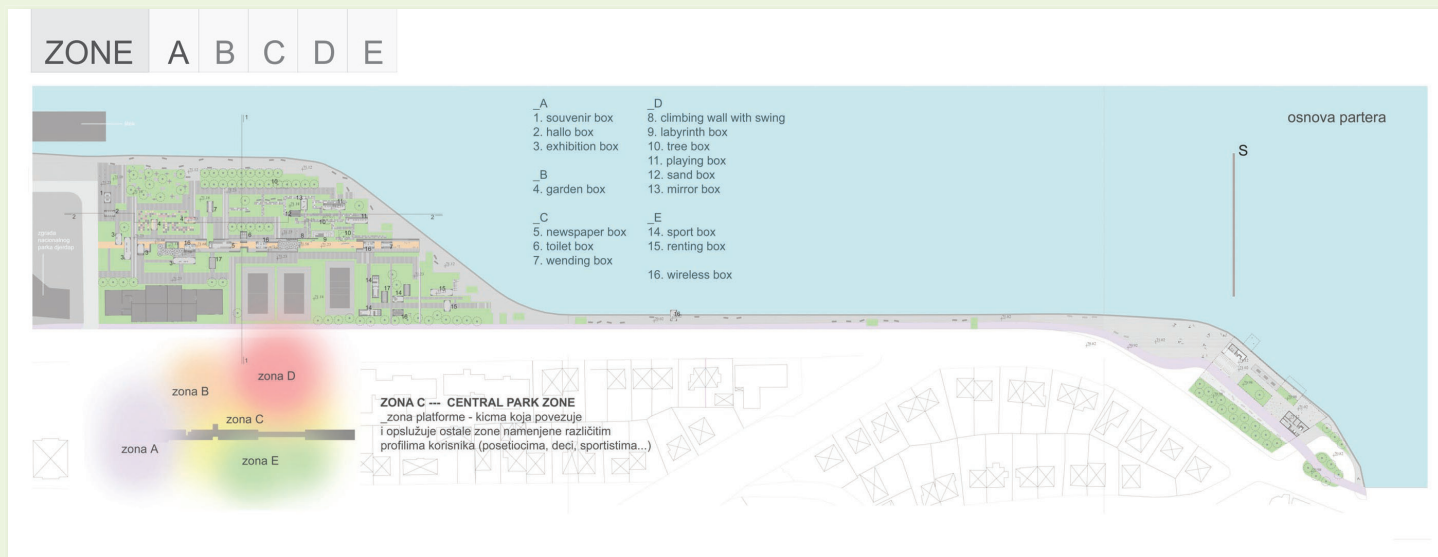 ZONE A B C D E
_A
1. souvenir box
2. hallo box
3. exhibition box
_B
4. garden box
_C
5. newspaper box
6. toilet box
7. wending box
_D
8. climbing wall with swing
9. labyrinth box
10. tree box
11. playing box
12. sand box
13. mirror box
_E
14. sport box
15. renting box
16. wireless box
osnova partera
S
zgrada
nacionalnog
parka djerdap
zona D
zona B
zona C
zona A
zona E
ZONA C --- CENTRAL PARK ZONE
_zona platforme - kicma koja povezuje
i opslužuje ostale zone namenjene različitim
profilima korisnika (posetiocima, deci, sportistima...)